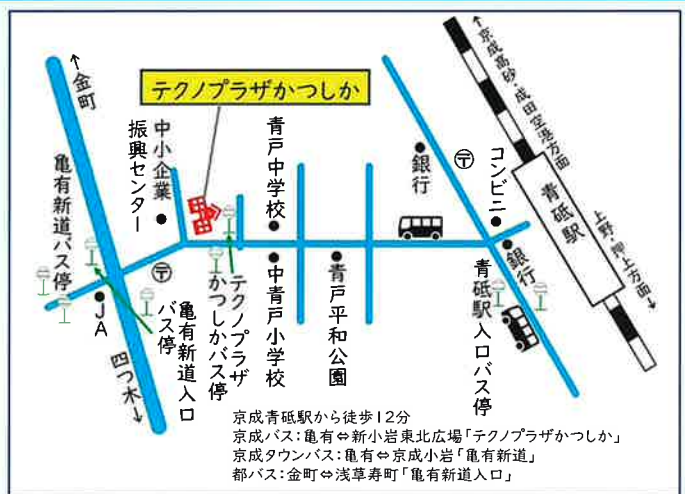 ↑金町
テクノプラザかつしか
↑京成高砂・成田空港方面
中小企業
振興センター
青戸中学校
銀行
〒
コンビニ
青砥駅
上野・押上方面↓
亀有新道バス停
〒
JA
亀有新道入口
バス停
テクノプラザ
かつしかバス停
中青戸小学校
青戸平和公園
銀行
青砥駅入口バス停
四つ木↓
京成青砥駅から徒歩12分
京成バス:亀有⇔新小岩東北広場「テクノプラザかつしか」
京成タウンバス:亀有⇔京成小岩「亀有新道」
都バス:金町⇔浅草寿町「亀有新道入口」